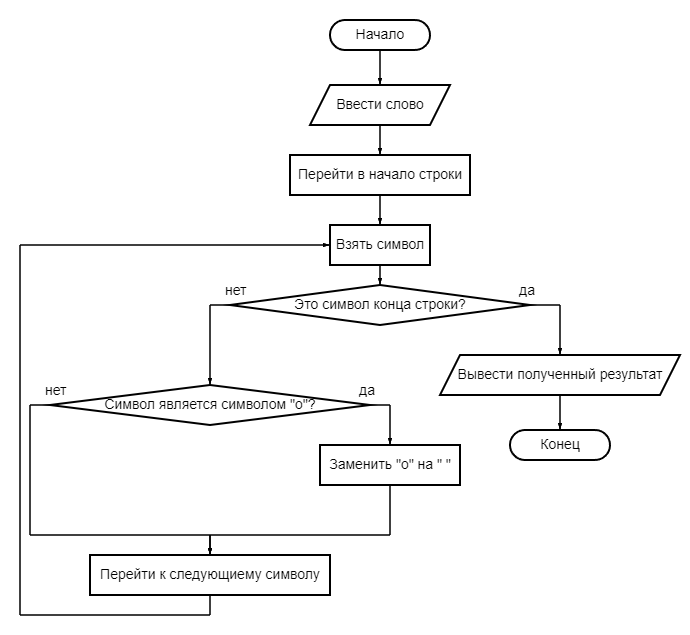 Начало
Ввести слово
Перейти в начало строки
Взять символ
нет
да
Это символ конца строки?
Вывести полученный результат
нет
да
Символ является символом "о"?
Конец
Заменить "о" на " "
Перейти к следующиему символу